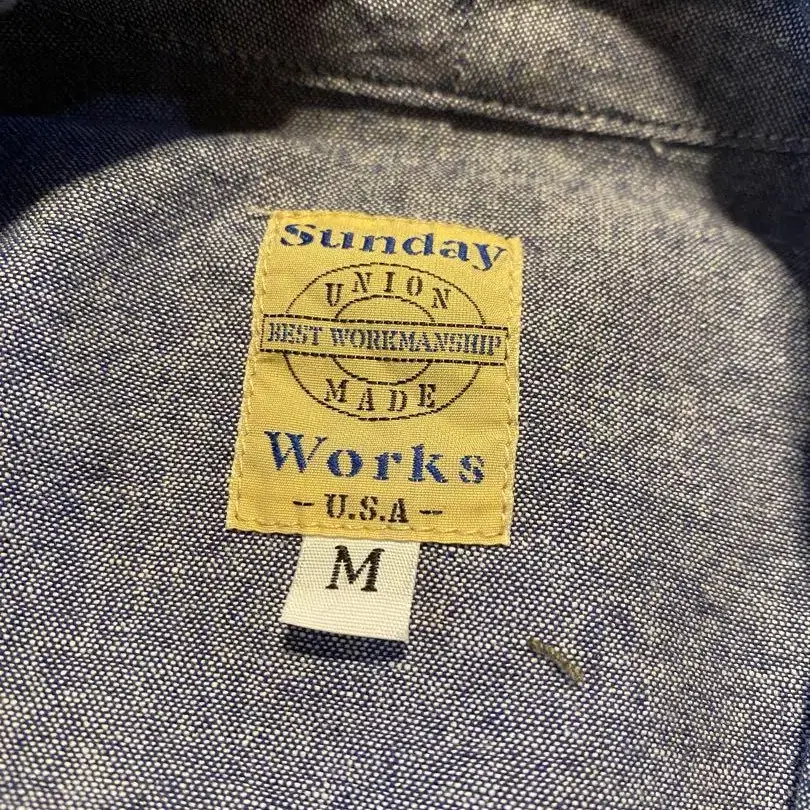 Sunday
UNION
BEST WORKMANSHIP
MADE
Works
- U.S.A -
M